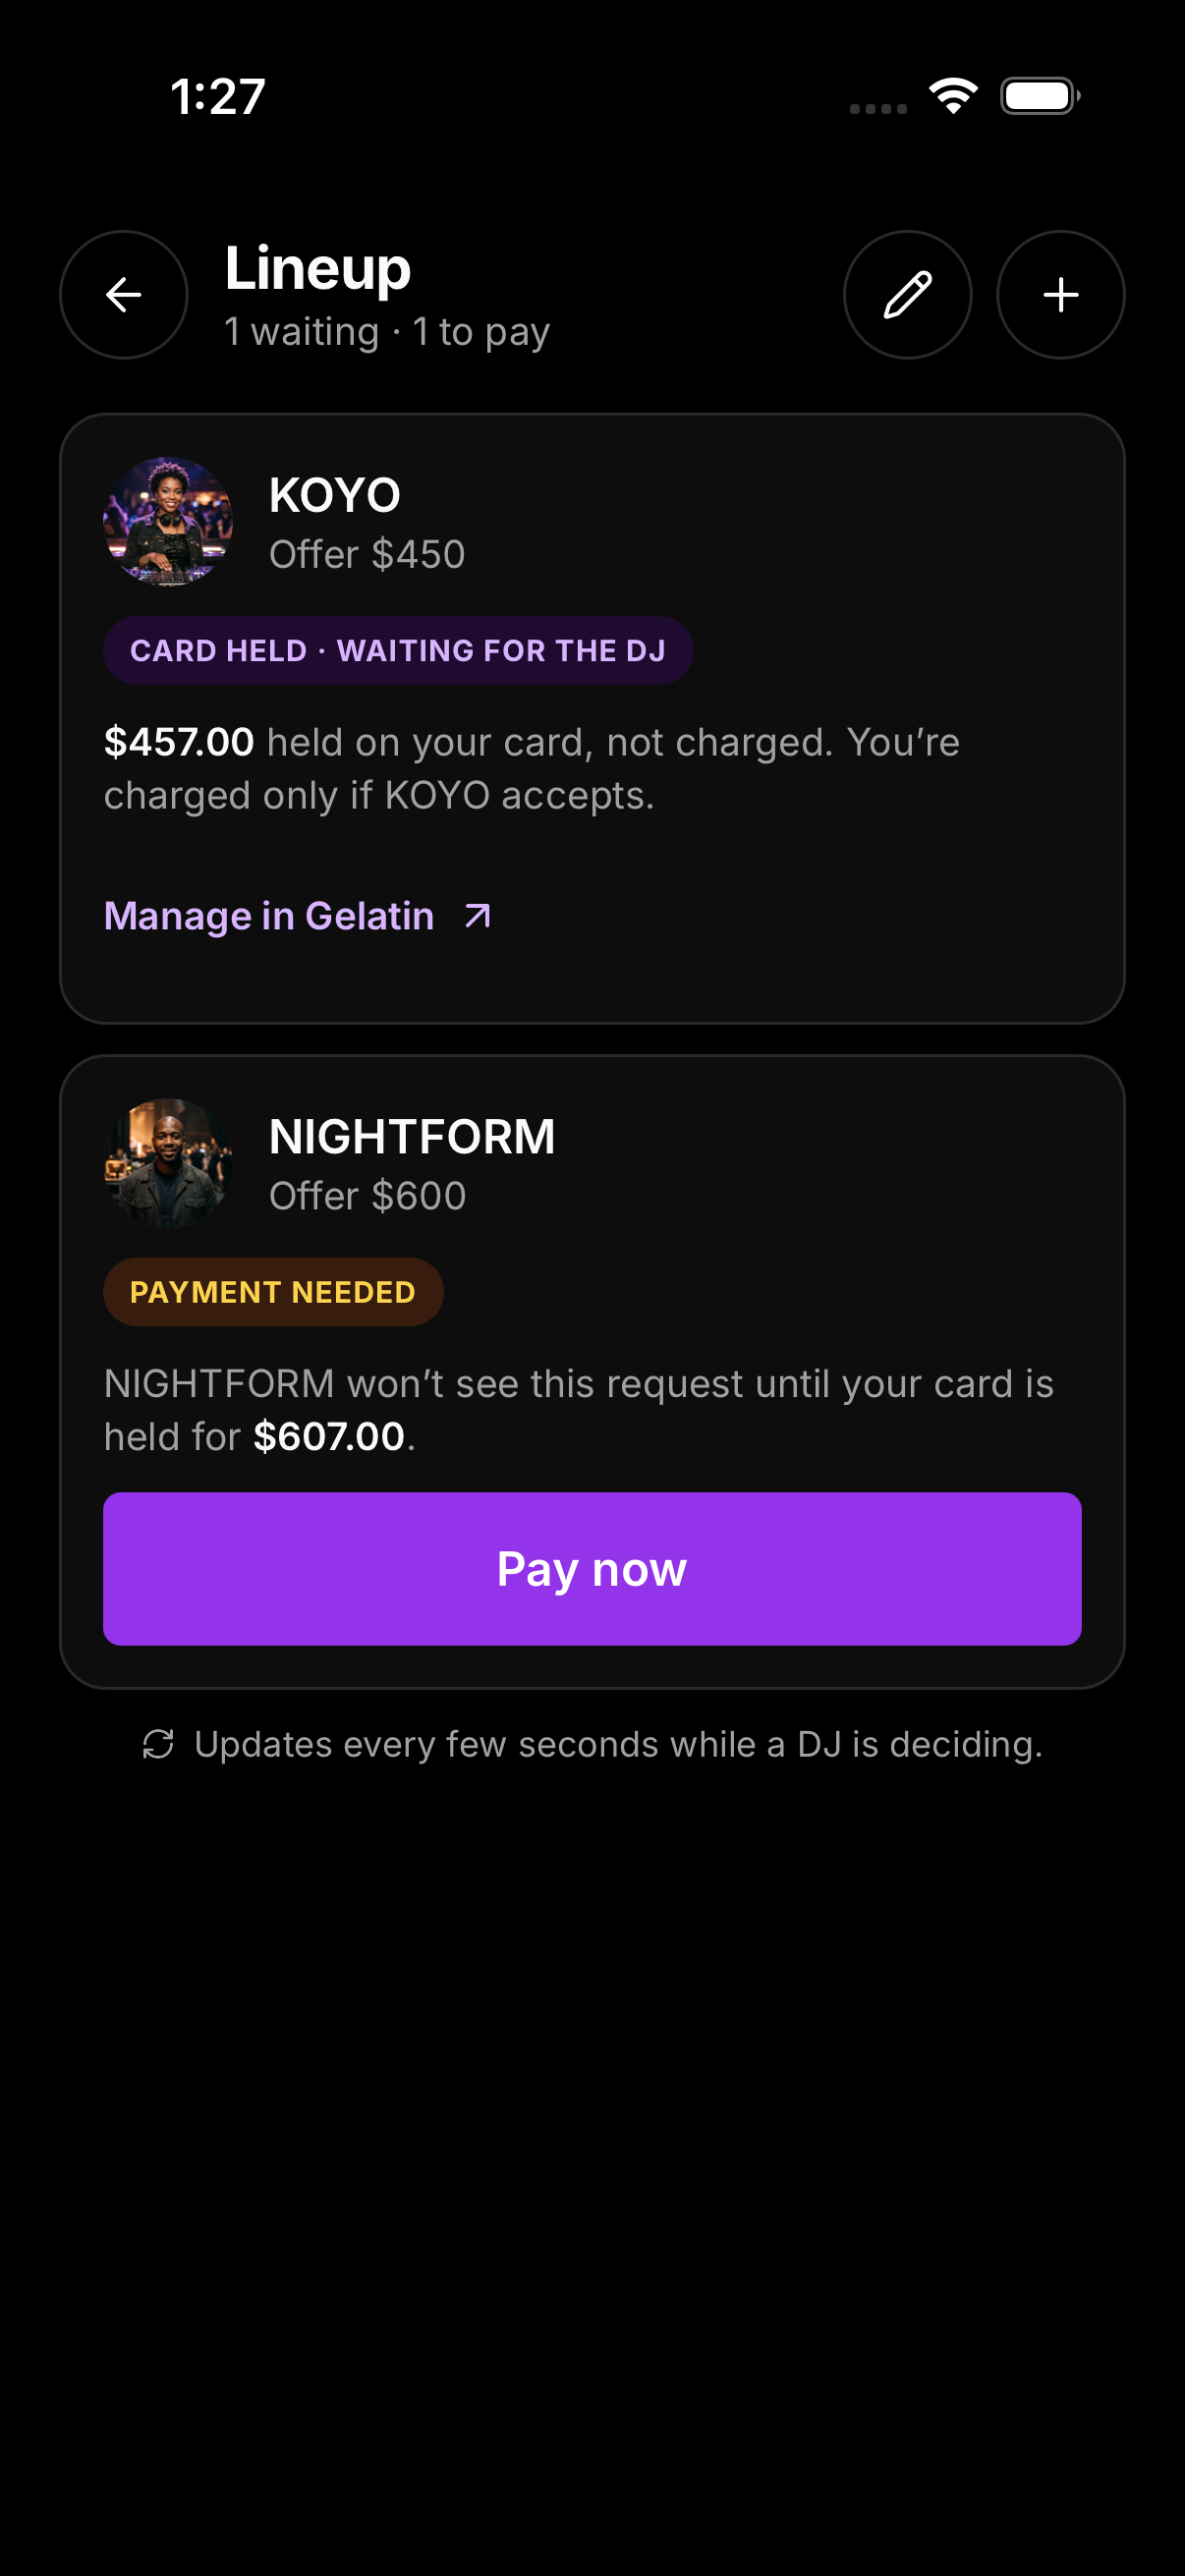 1:27
Lineup
1 waiting · 1 to pay
KOYO
Offer $450
CARD HELD · WAITING FOR THE DJ
$457.00 held on your card, not charged. You’re
charged only if KOYO accepts.
Manage in Gelatin
NIGHTFORM
Offer $600
PAYMENT NEEDED
NIGHTFORM won’t see this request until your card is
held for $607.00.
Pay now
Updates every few seconds while a DJ is deciding.